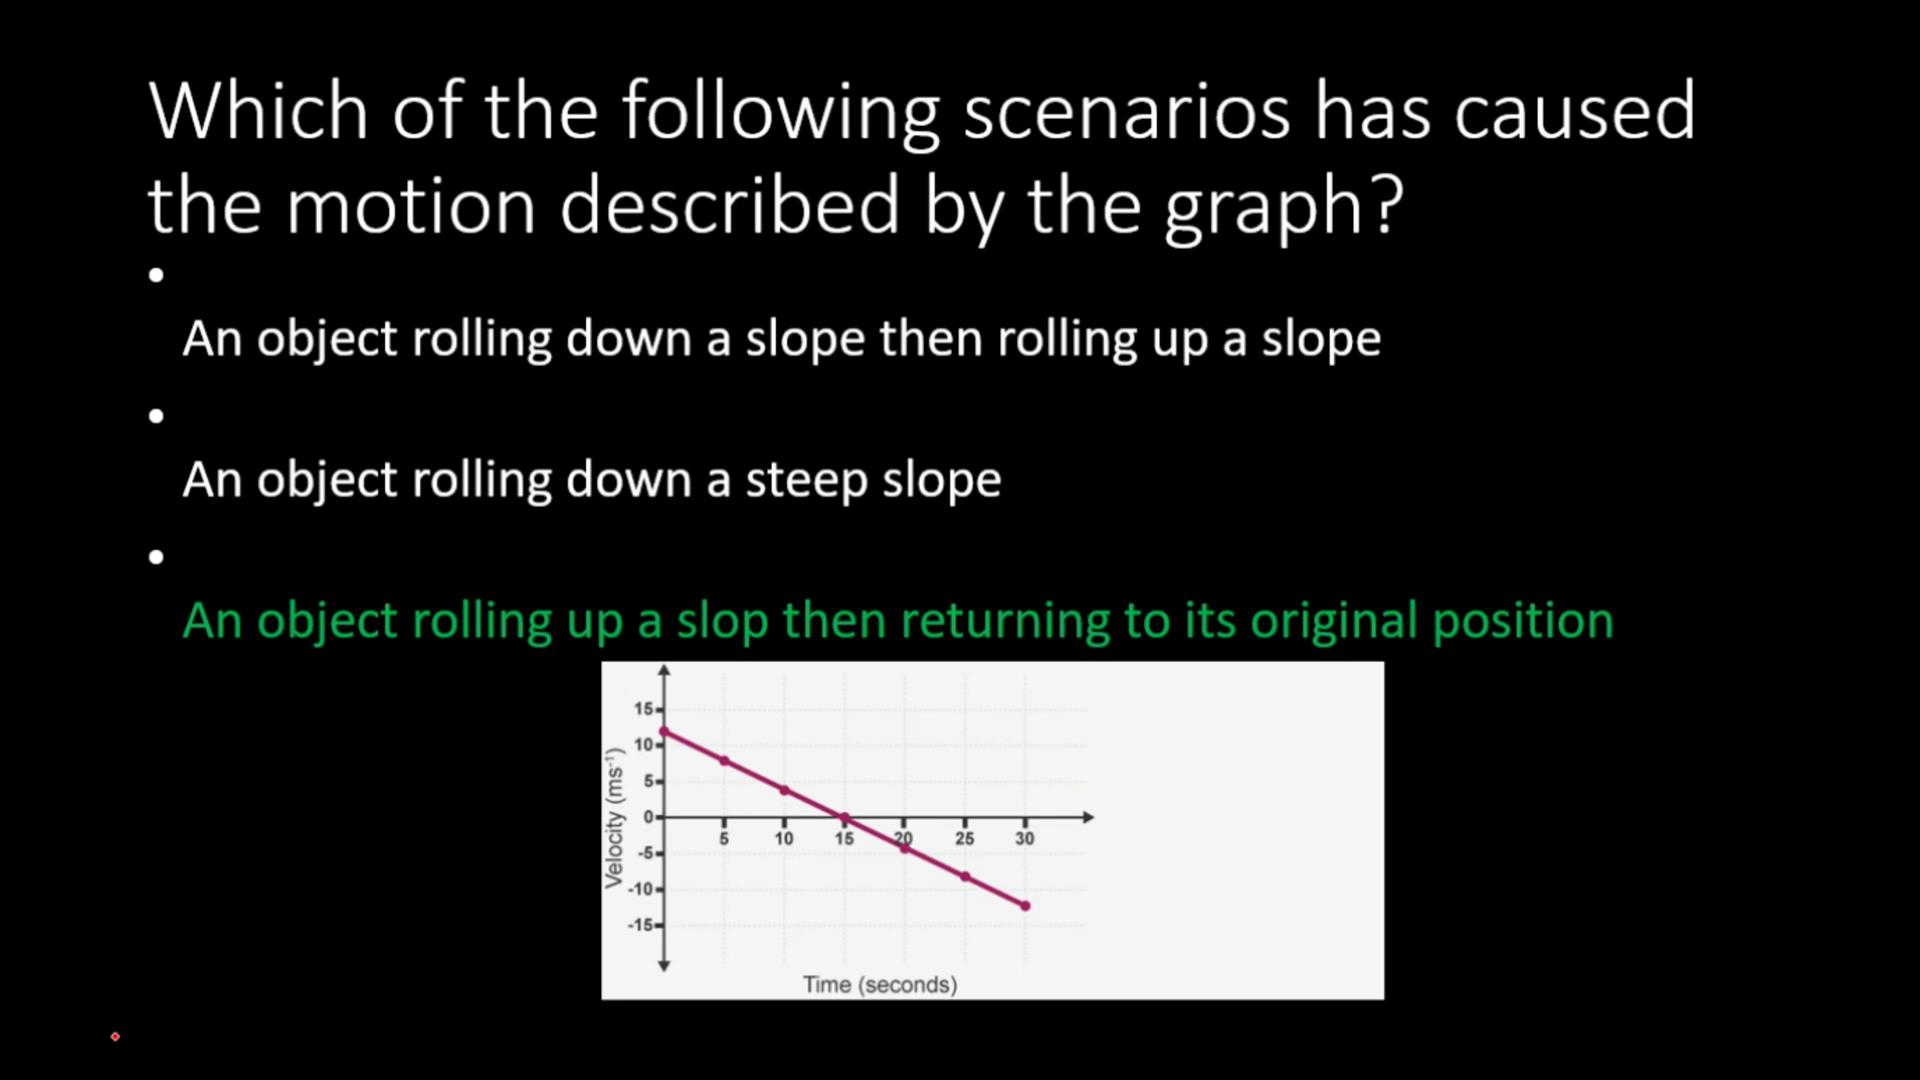 Which of the following scenarios has caused
the motion described by the graph?
An object rolling down a slope then rolling up a slope
An object rolling down a steep slope
An object rolling up a slop then returning to its original position
15
10
5
0
-5
-10
-15
5 10 15 20 25 30
Velocity (ms⁻¹)
Time (seconds)